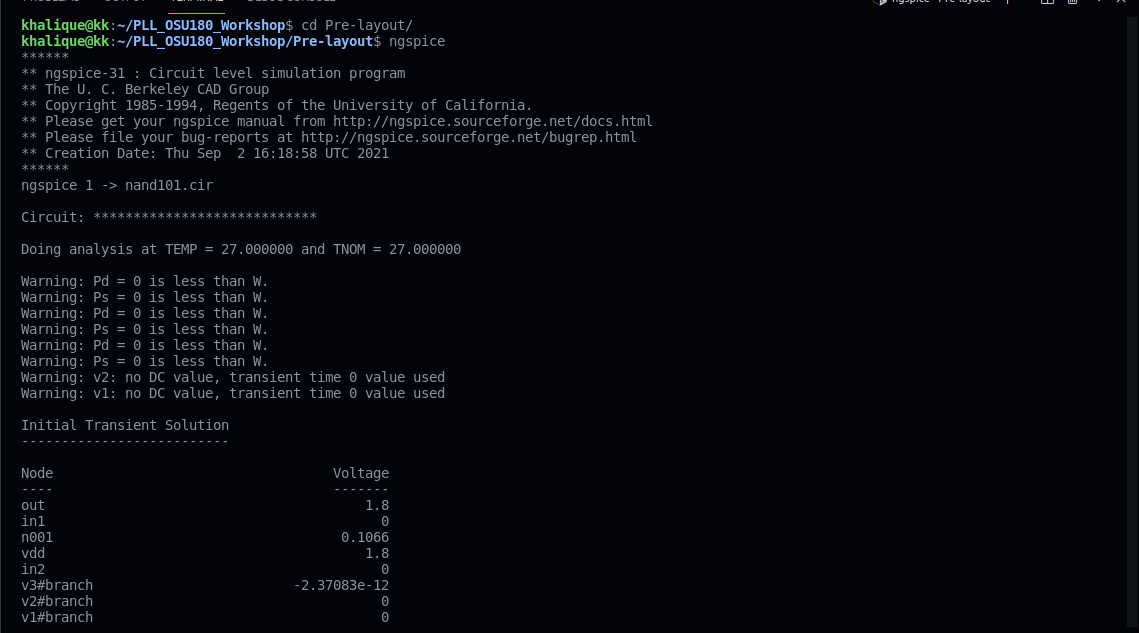 khalique@kk:~/PLL_OSU180_Workshop$ cd Pre-layout/
khalique@kk:~/PLL_OSU180_Workshop/Pre-layout$ ngspice
******
** ngspice-31 : Circuit level simulation program
** The U. C. Berkeley CAD Group
** Copyright 1985-1994, Regents of the University of California.
** Please get your ngspice manual from http://ngspice.sourceforge.net/docs.html
** Please file your bug-reports at http://ngspice.sourceforge.net/bugrep.html
** Creation Date: Thu Sep  2 16:18:58 UTC 2021
******
ngspice 1 -> nand101.cir
Circuit: ****************************
Doing analysis at TEMP = 27.000000 and TNOM = 27.000000
Warning: Pd = 0 is less than W.
Warning: Ps = 0 is less than W.
Warning: Pd = 0 is less than W.
Warning: Ps = 0 is less than W.
Warning: Pd = 0 is less than W.
Warning: Ps = 0 is less than W.
Warning: v2: no DC value, transient time 0 value used
Warning: v1: no DC value, transient time 0 value used
Initial Transient Solution
--------------------------
Node                                   Voltage
----                                   -------
out                                        1.8
in1                                          0
n001                                    0.1066
vdd                                        1.8
in2                                          0
v3#branch                         -2.37083e-12
v2#branch                                    0
v1#branch                                    0